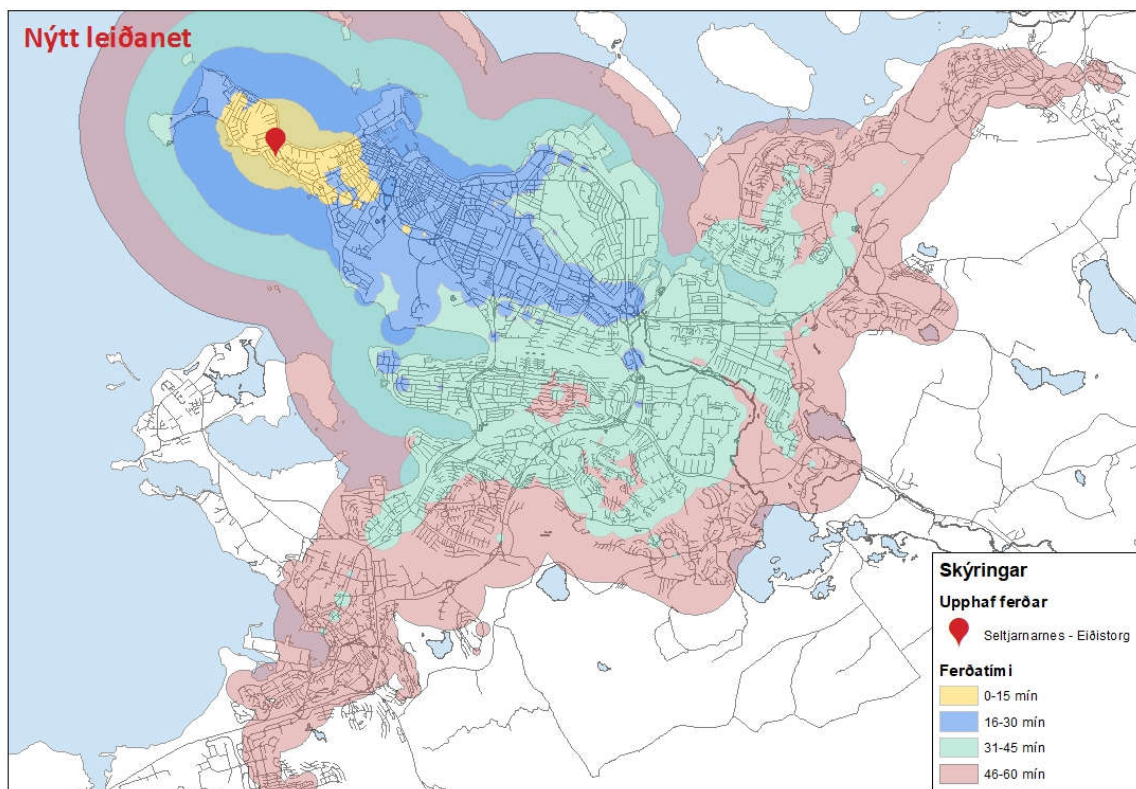 Nýtt leiðanet
Skýringar
Upphaf ferðar
Seltjarnarnes - Eiðistorg
Ferðatími
0-15 mín
16-30 mín
31-45 mín
46-60 mín